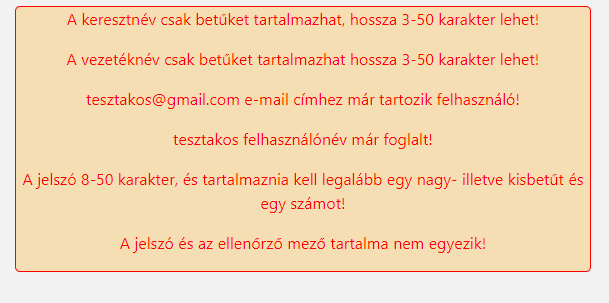 A keresztnév csak betűket tartalmazhat, hossza 3-50 karakter lehet!
A vezetéknév csak betűket tartalmazhat hossza 3-50 karakter lehet!
tesztakos@gmail.com e-mail címhez már tartozik felhasználó!
tesztakos felhasználónév már foglalt!
A jelszó 8-50 karakter, és tartalmaznia kell legalább egy nagy- illetve kisbetűt és
egy számot!
A jelszó és az ellenőrző mező tartalma nem egyezik!